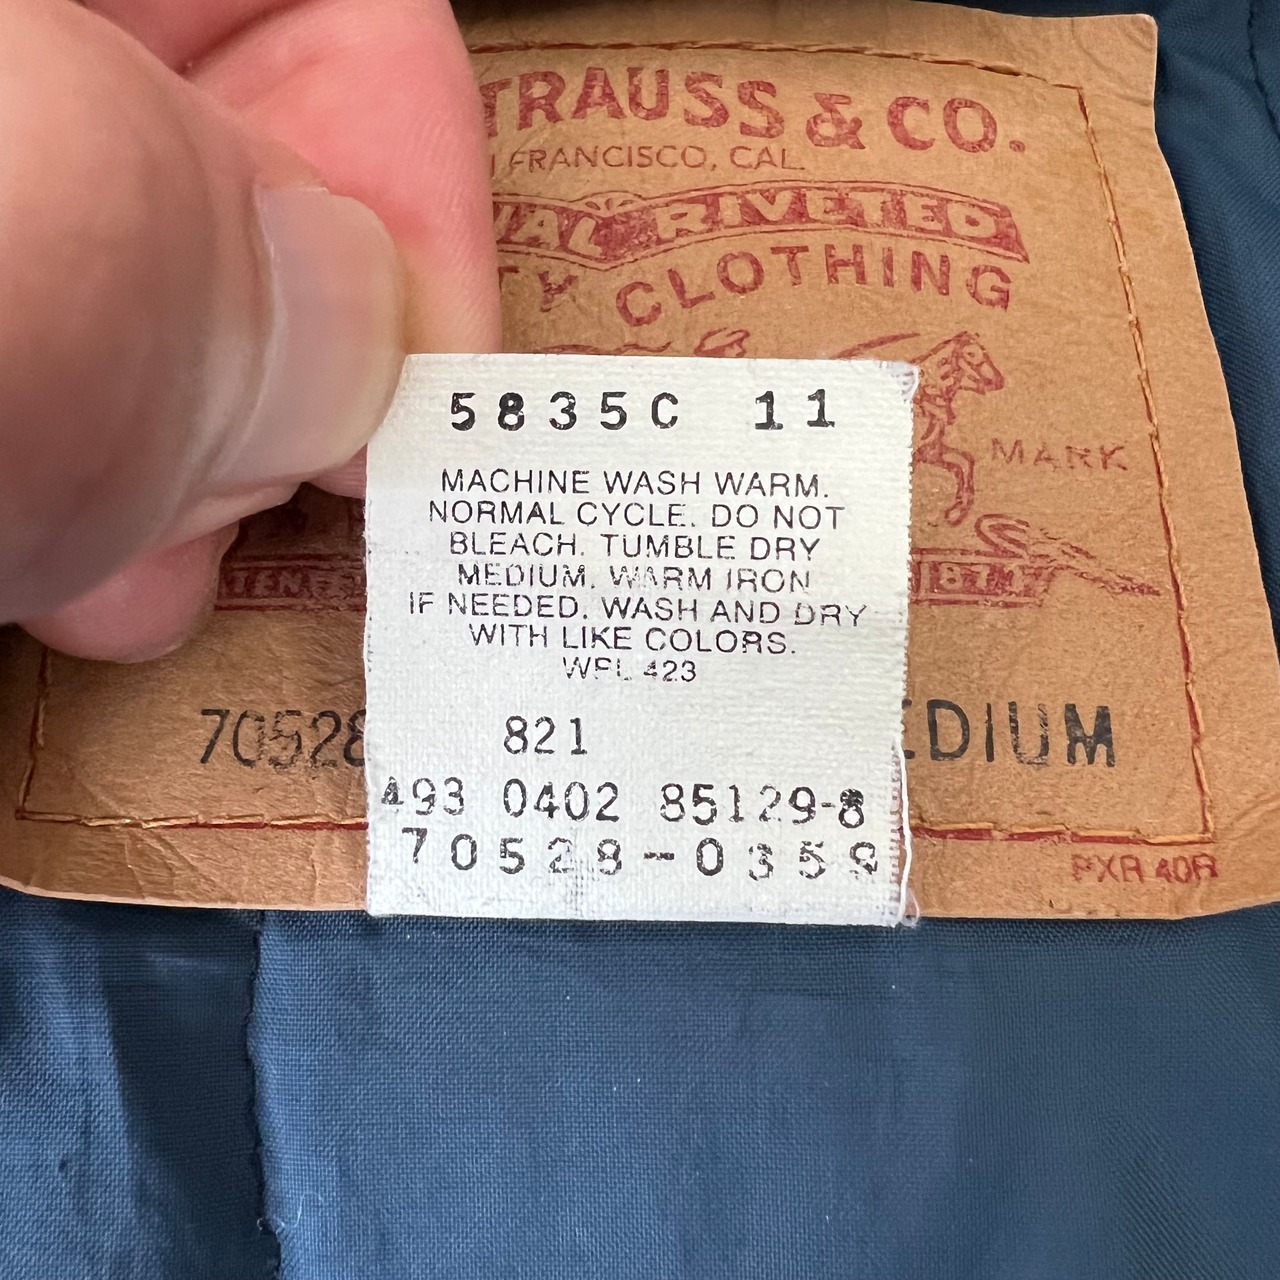 TRAUSS & CO.
FRANCISCO, CAL.
RIVETED
TY CLOTHING
MARK
5835C 11
MACHINE WASH WARM.
NORMAL CYCLE. DO NOT
BLEACH. TUMBLE DRY
MEDIUM. WARM IRON
IF NEEDED. WASH AND DRY
WITH LIKE COLORS.
WPL 423
70528
EDIUM
821
493 0402 85129-8
70528-0359
PXR 40R